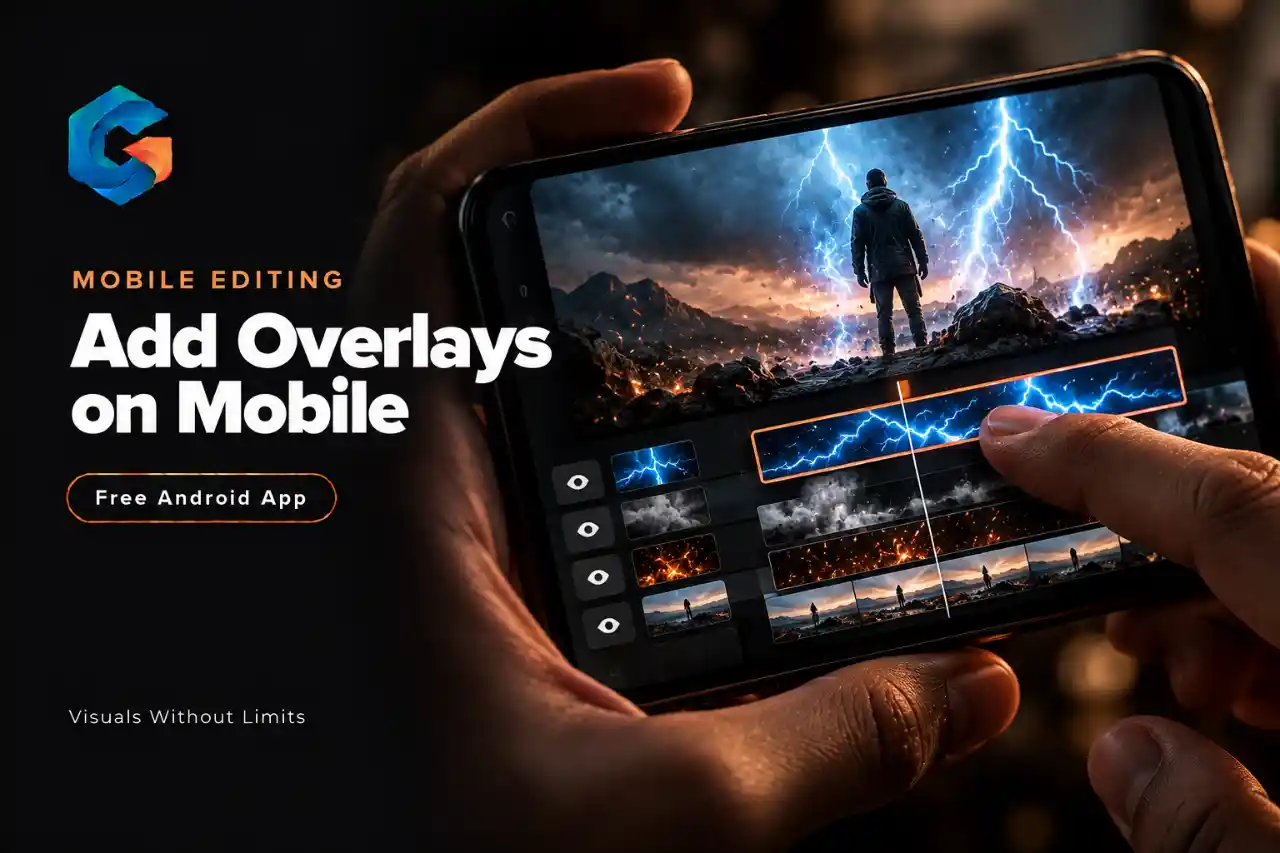 MOBILE EDITING
Add Overlays
on Mobile
Free Android App
Visuals Without Limits